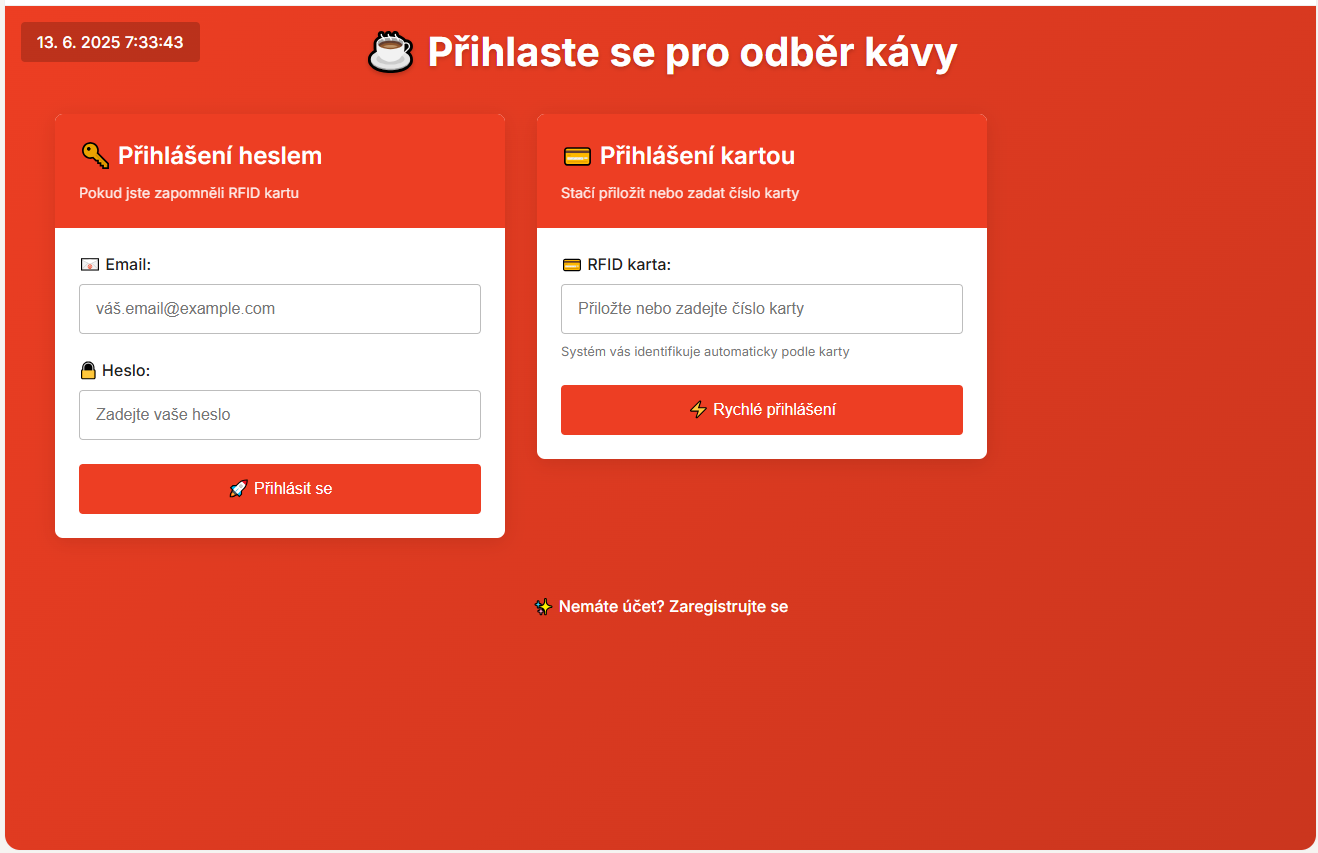 13. 6. 2025 7:33:43
☕ Přihlaste se pro odběr kávy
🔑 Přihlášení heslem
Pokud jste zapomněli RFID kartu
📧 Email:
váš.email@example.com
🔒 Heslo:
Zadejte vaše heslo
🚀 Přihlásit se
💳 Přihlášení kartou
Stačí přiložit nebo zadat číslo karty
💳 RFID karta:
Přiložte nebo zadejte číslo karty
Systém vás identifikuje automaticky podle karty
⚡ Rychlé přihlášení
✨ Nemáte účet? Zaregistrujte se